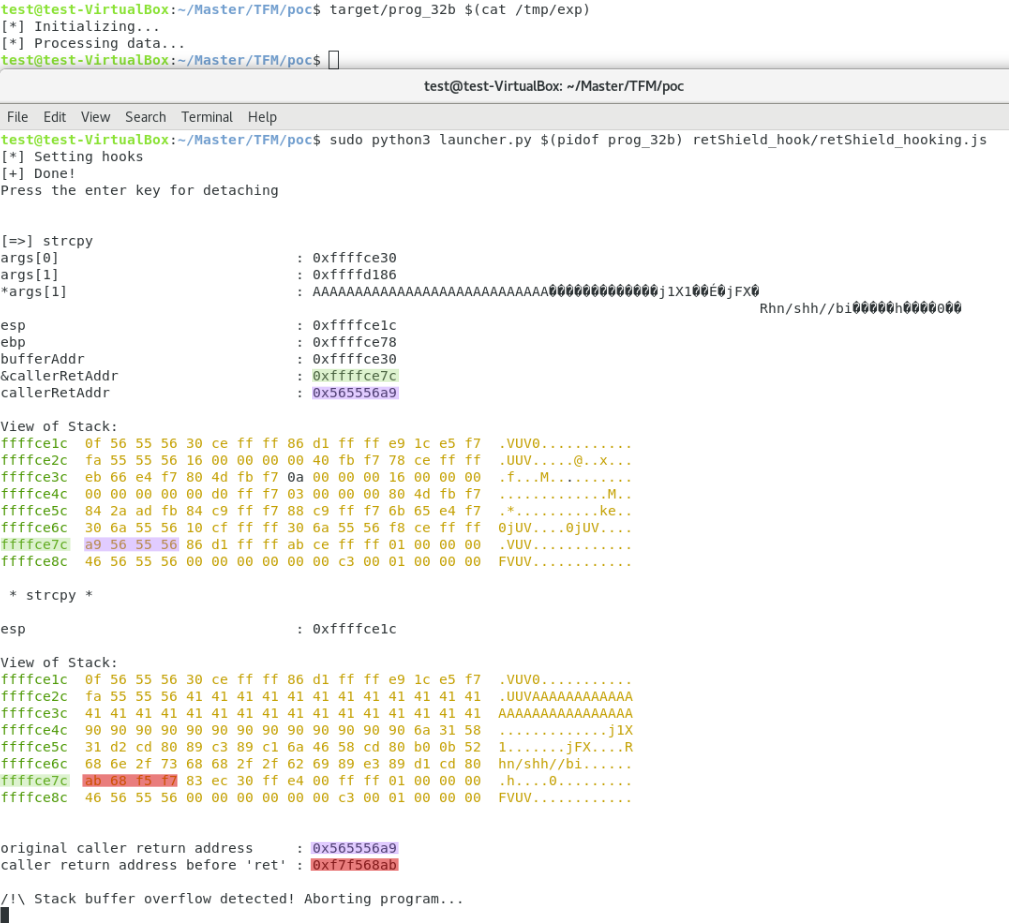 test@test-VirtualBox:~/Master/TFM/poc$ target/prog_32b $(cat /tmp/exp)
[*] Initializing...
[*] Processing data...
test@test-VirtualBox:~/Master/TFM/poc$
test@test-VirtualBox: ~/Master/TFM/poc
File Edit View Search Terminal Help
test@test-VirtualBox:~/Master/TFM/poc$ sudo python3 launcher.py $(pidof prog_32b) retShield_hook/retShield_hooking.js
[*] Setting hooks
[+] Done!
Press the enter key for detaching
[=>] strcpy
args[0] : 0xffffce30
args[1] : 0xffffd186
*args[1] : AAAAAAAAAAAAAAAAAAAAAAAAAAAA�������������j1X1��É�jFX�
Rhn/shh//bi�����h����0��
esp : 0xffffce1c
ebp : 0xffffce78
bufferAddr : 0xffffce30
&callerRetAddr : 0xffffce7c
callerRetAddr : 0x565556a9
View of Stack:
ffffce1c 0f 56 55 56 30 ce ff ff 86 d1 ff ff e9 1c e5 f7 .VUV0...........
ffffce2c fa 55 55 56 16 00 00 00 00 40 fb f7 78 ce ff ff .UUV.....@..x...
ffffce3c eb 66 e4 f7 80 4d fb f7 0a 00 00 00 16 00 00 00 .f...M..........
ffffce4c 00 00 00 00 00 d0 ff f7 03 00 00 00 80 4d fb f7 .............M..
ffffce5c 84 2a ad fb 84 c9 ff f7 88 c9 ff f7 6b 65 e4 f7 .*..........ke..
ffffce6c 30 6a 55 56 10 cf ff ff 30 6a 55 56 f8 ce ff ff 0jUV....0jUV....
ffffce7c a9 56 55 56 86 d1 ff ff ab ce ff ff 01 00 00 00 .VUV............
ffffce8c 46 56 55 56 00 00 00 00 00 00 c3 00 01 00 00 00 FVUV............
* strcpy *
esp : 0xffffce1c
View of Stack:
ffffce1c 0f 56 55 56 30 ce ff ff 86 d1 ff ff e9 1c e5 f7 .VUV0...........
ffffce2c fa 55 55 56 41 41 41 41 41 41 41 41 41 41 41 41 .UUVAAAAAAAAAAAA
ffffce3c 41 41 41 41 41 41 41 41 41 41 41 41 41 41 41 41 AAAAAAAAAAAAAAAA
ffffce4c 90 90 90 90 90 90 90 90 90 90 90 90 90 6a 31 58 .............j1X
ffffce5c 31 d2 cd 80 89 c3 89 c1 6a 46 58 cd 80 b0 0b 52 1.......jFX....R
ffffce6c 68 6e 2f 73 68 68 2f 2f 62 69 89 e3 89 d1 cd 80 hn/shh//bi......
ffffce7c ab 68 f5 f7 83 ec 30 ff e4 00 ff ff 01 00 00 00 .h....0.........
ffffce8c 46 56 55 56 00 00 00 00 00 00 c3 00 01 00 00 00 FVUV............
original caller return address : 0x565556a9
caller return address before 'ret' : 0xf7f568ab
/!\ Stack buffer overflow detected! Aborting program...